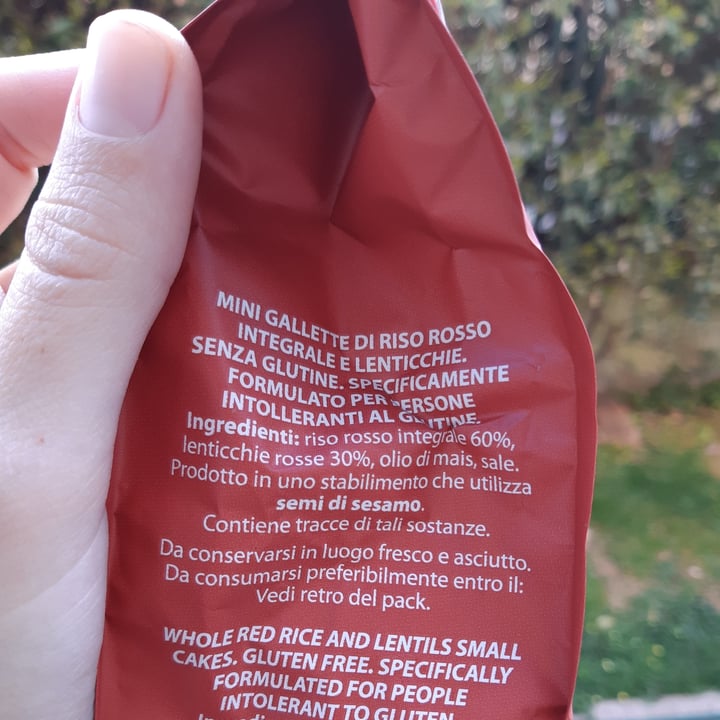 MINI GALLETTE DI RISO ROSSO
INTEGRALE E LENTICCHIE.
SENZA GLUTINE. SPECIFICAMENTE
FORMULATO PER PERSONE
INTOLLERANTI AL GLUTINE.
Ingredienti: riso rosso integrale 60%,
lenticchie rosse 30%, olio di mais, sale.
Prodotto in uno stabilimento che utilizza
semi di sesamo.
Contiene tracce di tali sostanze.
Da conservarsi in luogo fresco e asciutto.
Da consumarsi preferibilmente entro il:
Vedi retro del pack.
WHOLE RED RICE AND LENTILS SMALL
CAKES. GLUTEN FREE. SPECIFICALLY
FORMULATED FOR PEOPLE
INTOLERANT TO GLUTEN.